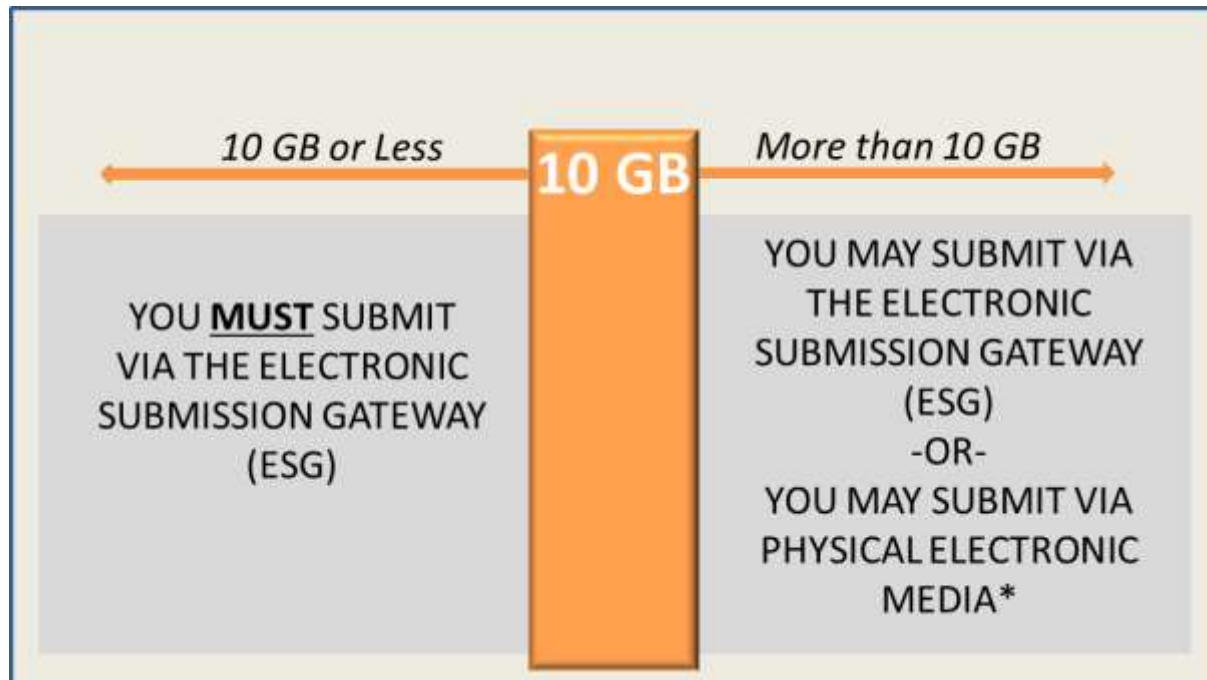 10 GB or Less
10 GB
More than 10 GB
YOU MUST SUBMIT
VIA THE ELECTRONIC
SUBMISSION GATEWAY
(ESG)
YOU MAY SUBMIT VIA
THE ELECTRONIC
SUBMISSION GATEWAY
(ESG)
-OR-
YOU MAY SUBMIT VIA
PHYSICAL ELECTRONIC
MEDIA*